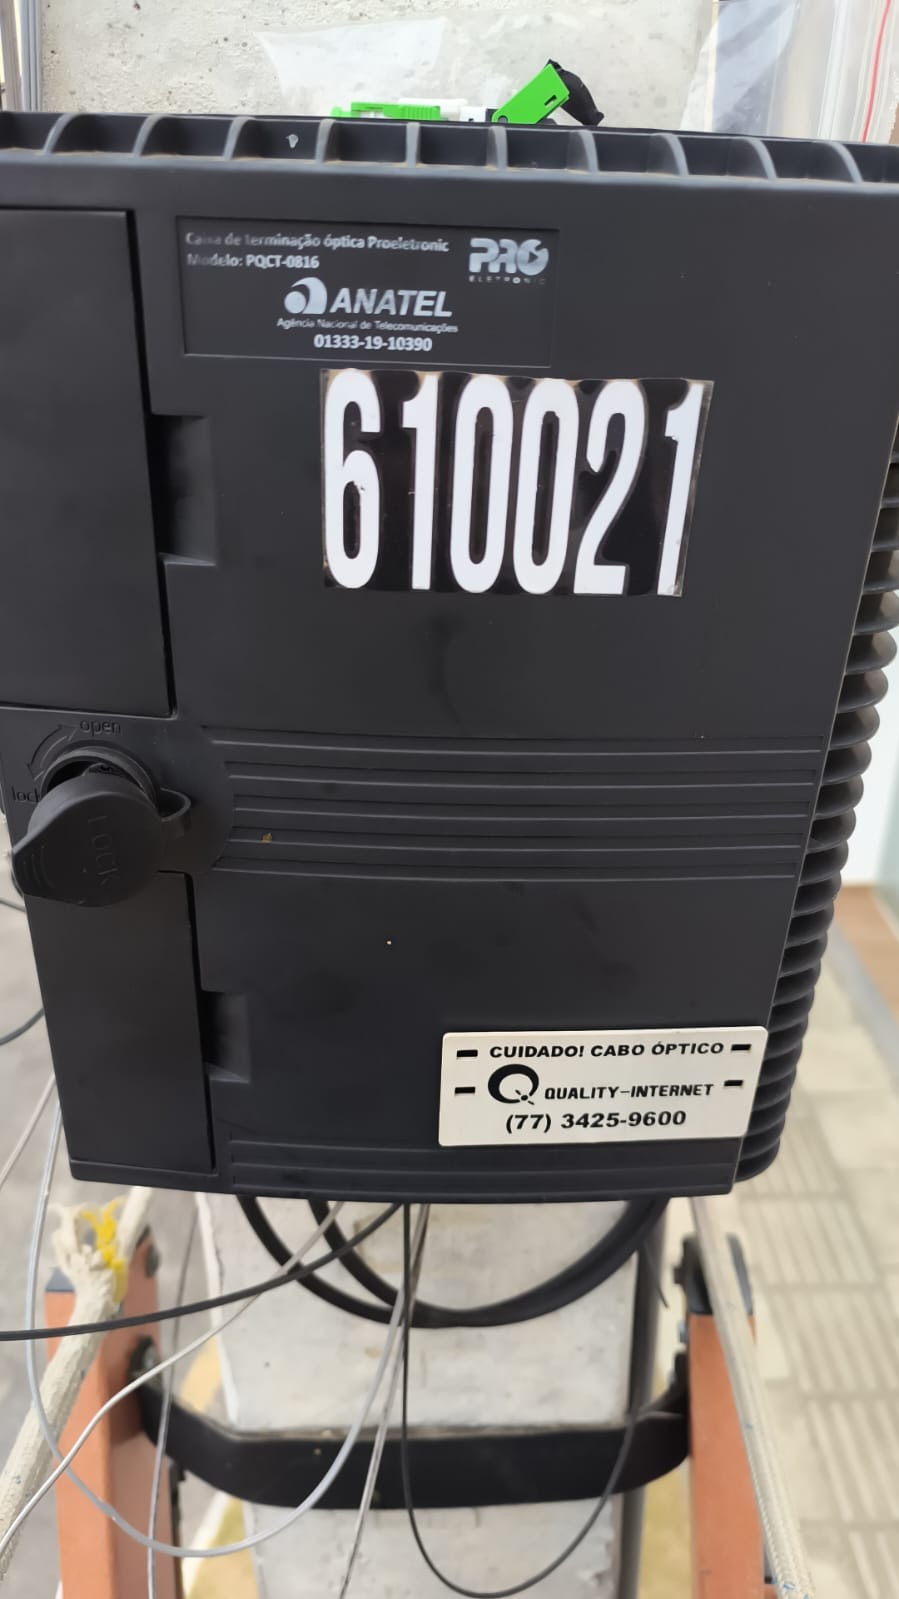 Caixa de terminação óptica Proeletronic
Modelo: PQCT-0816
PRO
ELETRONIC
ANATEL
Agência Nacional de Telecomunicações
01333-19-10390
610021
open
lock
LOCK
CUIDADO! CABO ÓPTICO
QUALITY-INTERNET
(77) 3425-9600